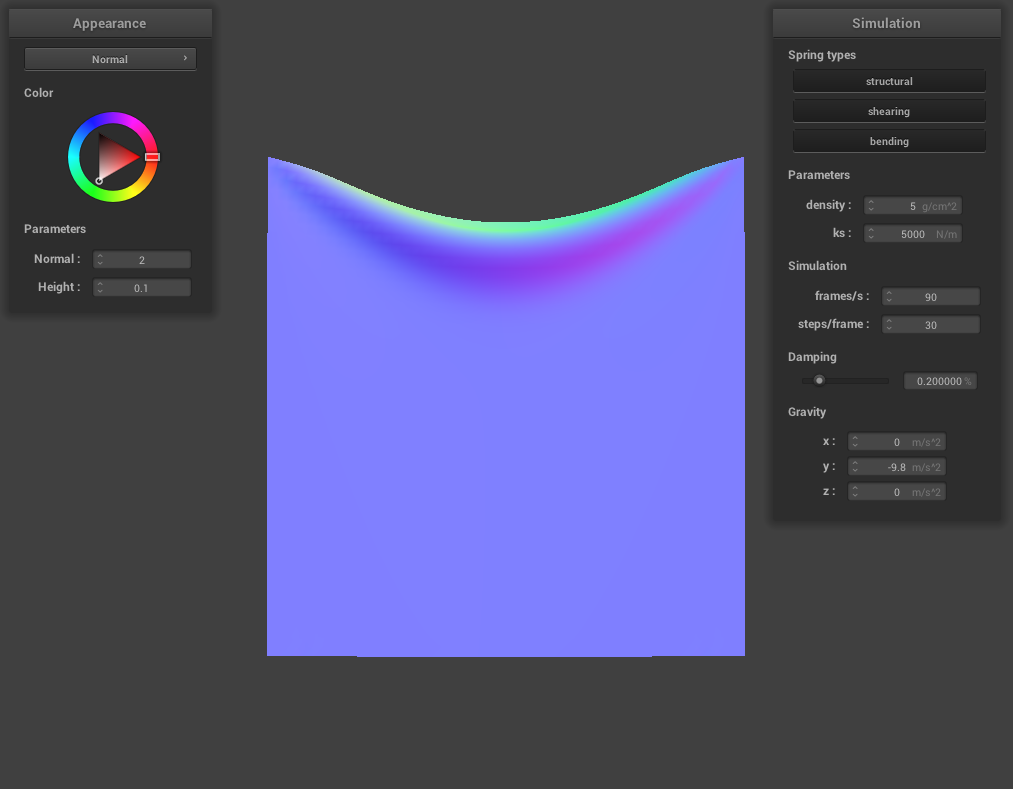 Appearance
Normal ›
Color
Parameters
Normal : 2
Height : 0.1
Simulation
Spring types
structural
shearing
bending
Parameters
density : 5 g/cm^2
ks : 5000 N/m
Simulation
frames/s : 90
steps/frame : 30
Damping
0.200000 %
Gravity
x : 0 m/s^2
y : -9.8 m/s^2
z : 0 m/s^2